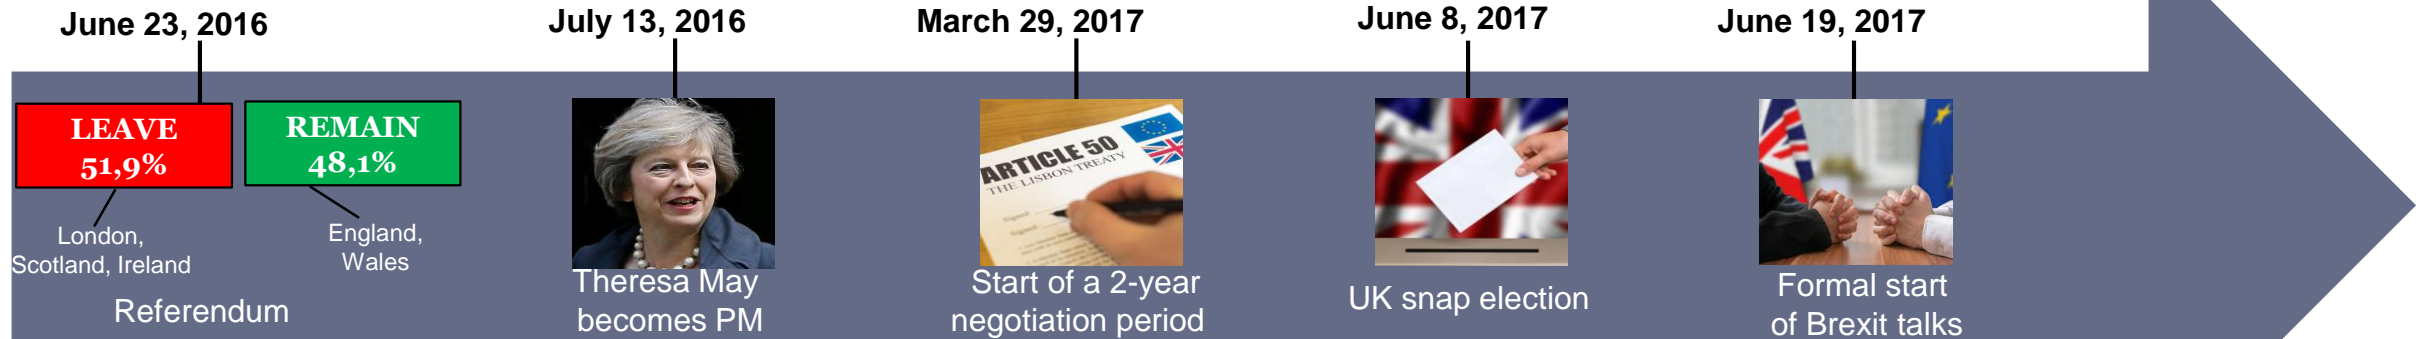 June 23, 2016
LEAVE
51,9%
REMAIN
48,1%
London,
Scotland, Ireland
England,
Wales
Referendum
July 13, 2016
Theresa May
becomes PM
March 29, 2017
ARTICLE 50
THE LISBON TREATY
Signed:
Signed:
Start of a 2-year
negotiation period
June 8, 2017
UK snap election
June 19, 2017
Formal start
of Brexit talks